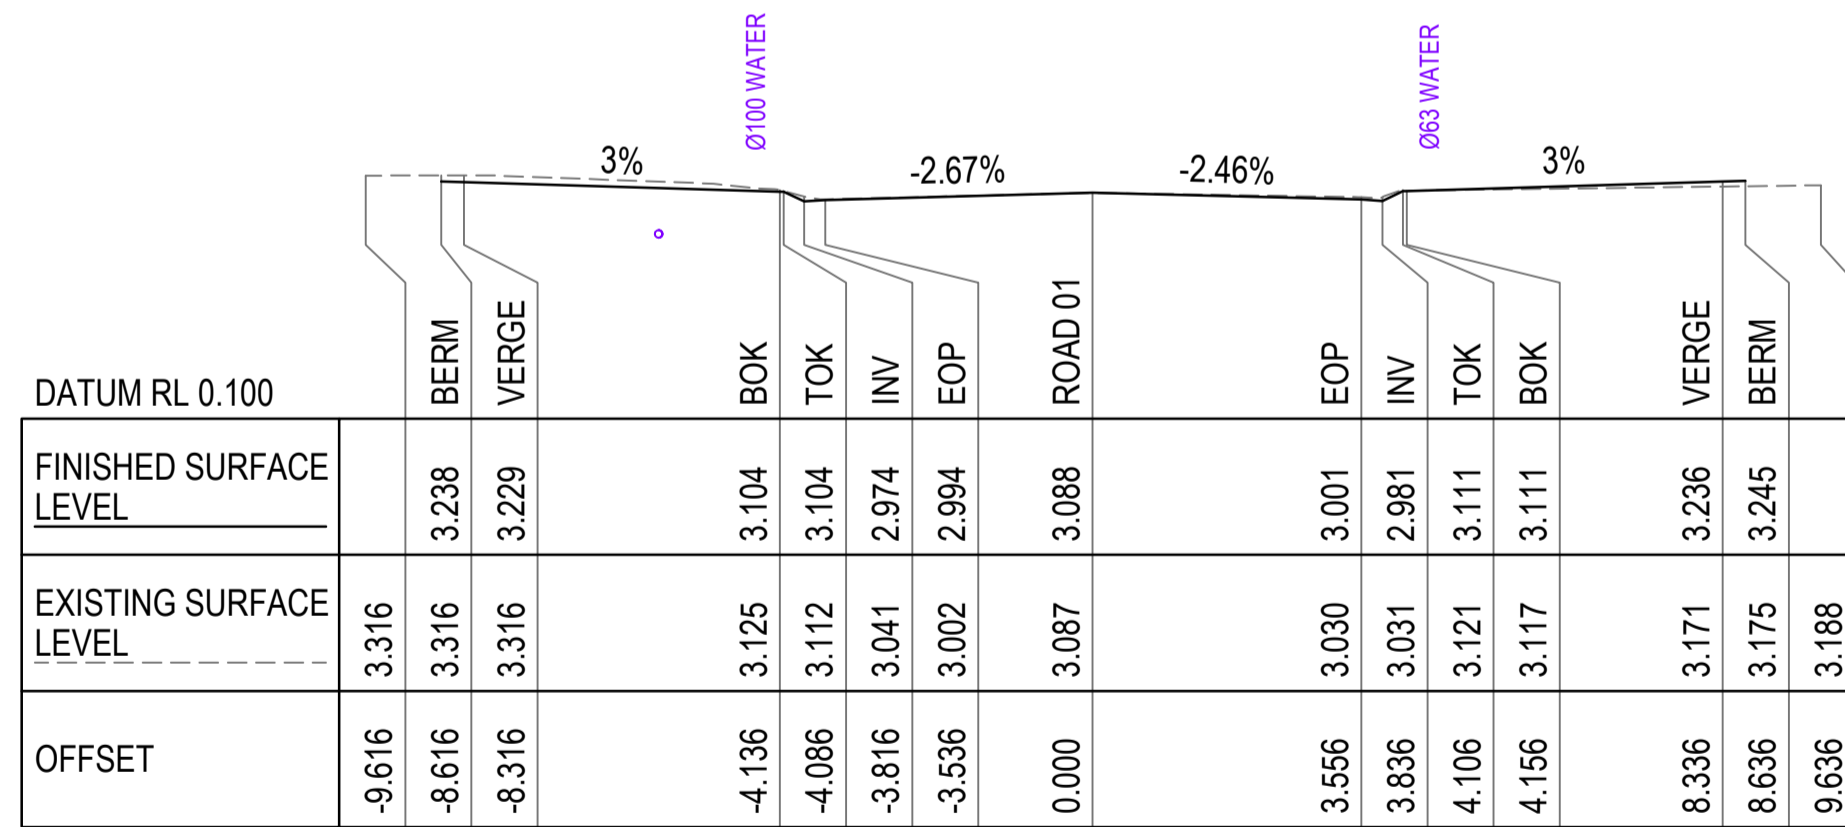 Ø100 WATER
Ø63 WATER
3%
-2.67%
-2.46%
3%
DATUM RL 0.100
BERM
VERGE
BOK
TOK
INV
EOP
ROAD 01
EOP
INV
TOK
BOK
VERGE
BERM
FINISHED SURFACE
LEVEL
3.238
3.229
3.104
3.104
2.974
2.994
3.088
3.001
2.981
3.111
3.111
3.236
3.245
EXISTING SURFACE
LEVEL
3.316
3.316
3.316
3.125
3.112
3.041
3.002
3.087
3.030
3.031
3.121
3.117
3.171
3.175
3.188
OFFSET
-9.616
-8.616
-8.316
-4.136
-4.086
-3.816
-3.536
0.000
3.556
3.836
4.106
4.156
8.336
8.636
9.636